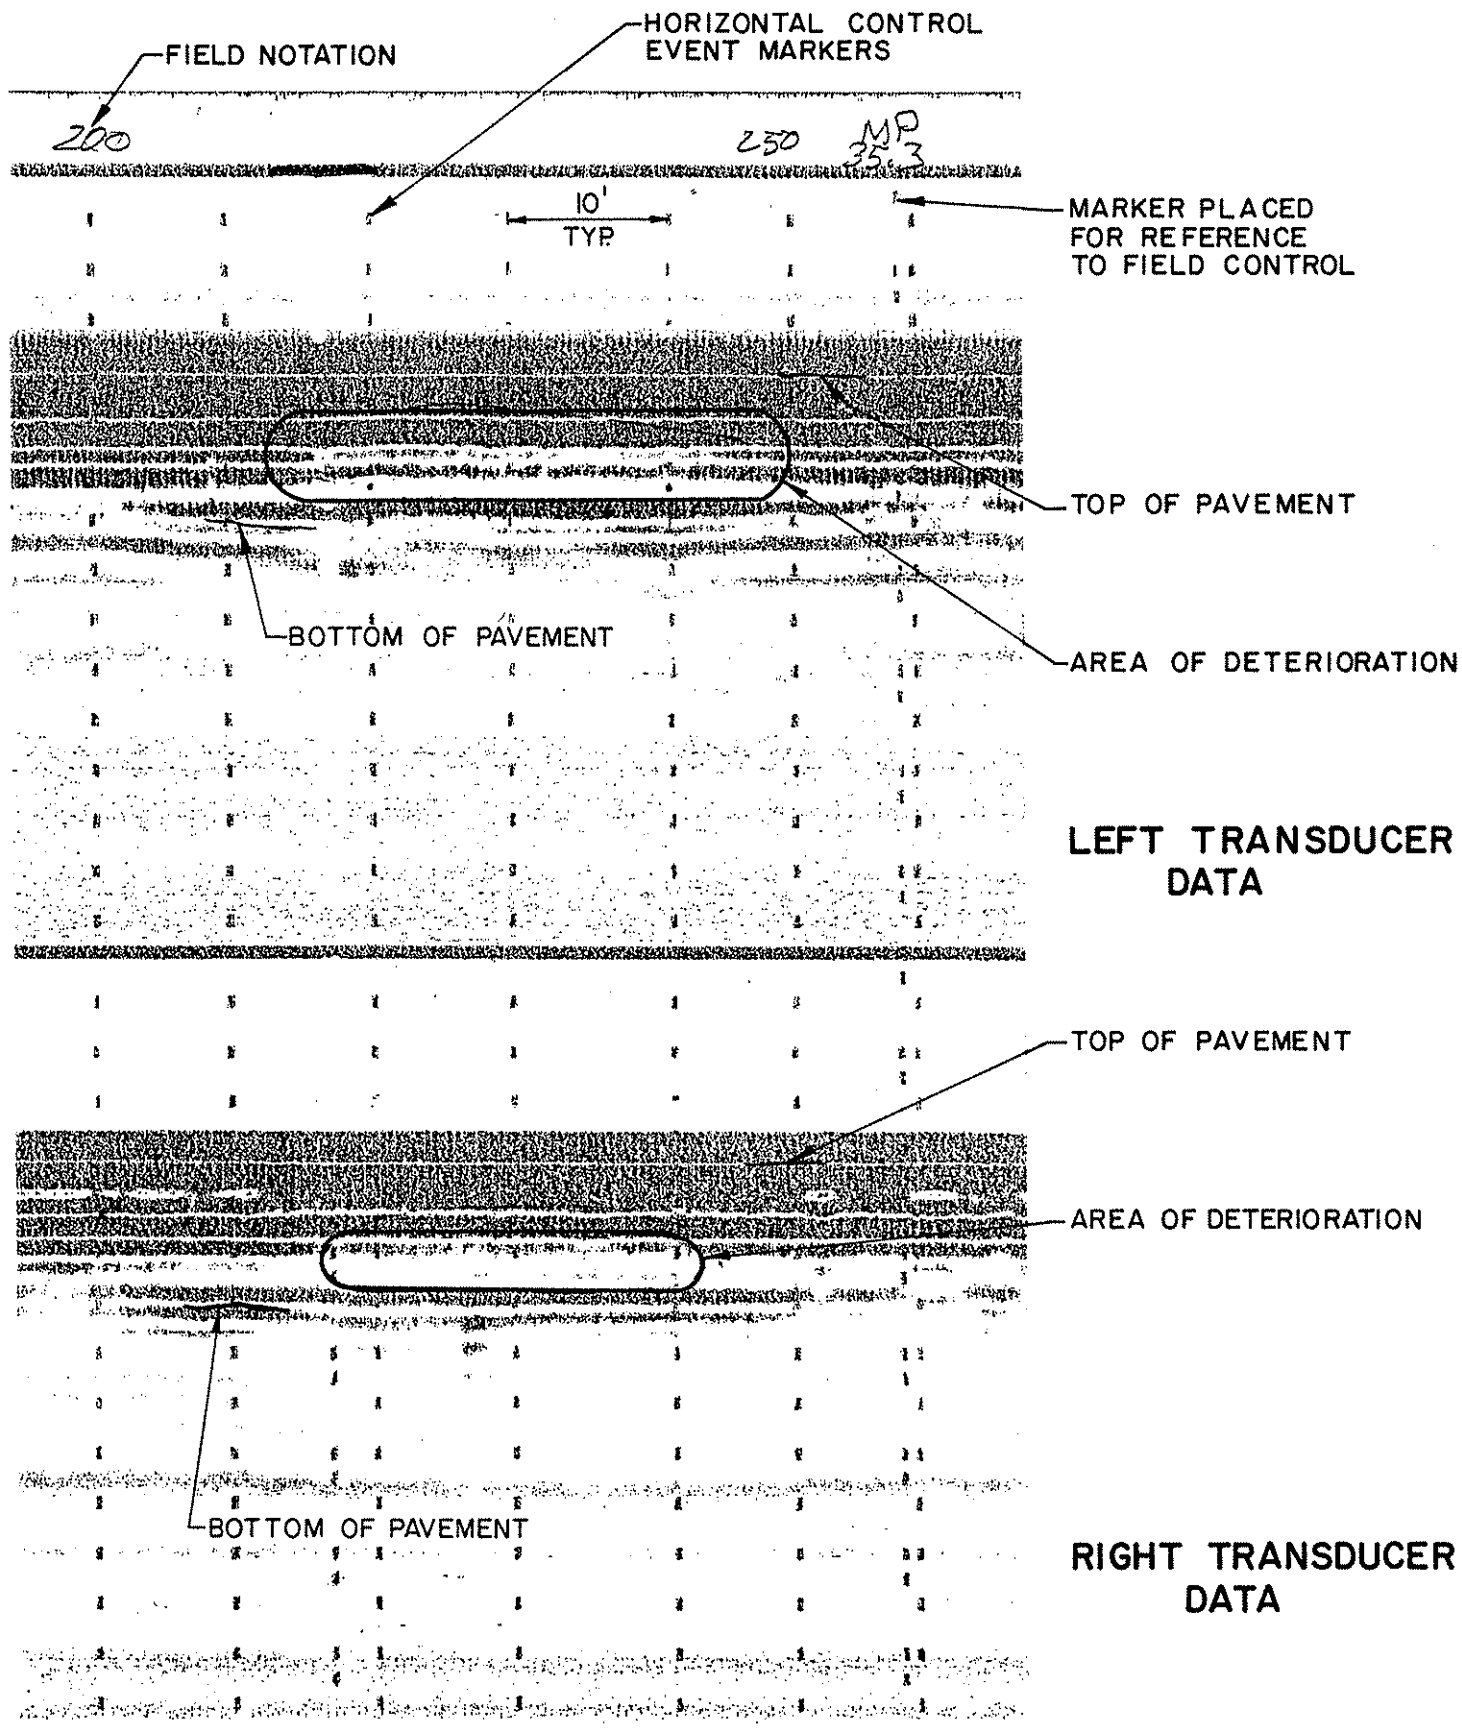 HORIZONTAL CONTROL
EVENT MARKERS
FIELD NOTATION
200
250
MP
35.3
10'
TYP.
MARKER PLACED
FOR REFERENCE
TO FIELD CONTROL
TOP OF PAVEMENT
BOTTOM OF PAVEMENT
AREA OF DETERIORATION
LEFT TRANSDUCER
DATA
TOP OF PAVEMENT
AREA OF DETERIORATION
BOTTOM OF PAVEMENT
RIGHT TRANSDUCER
DATA